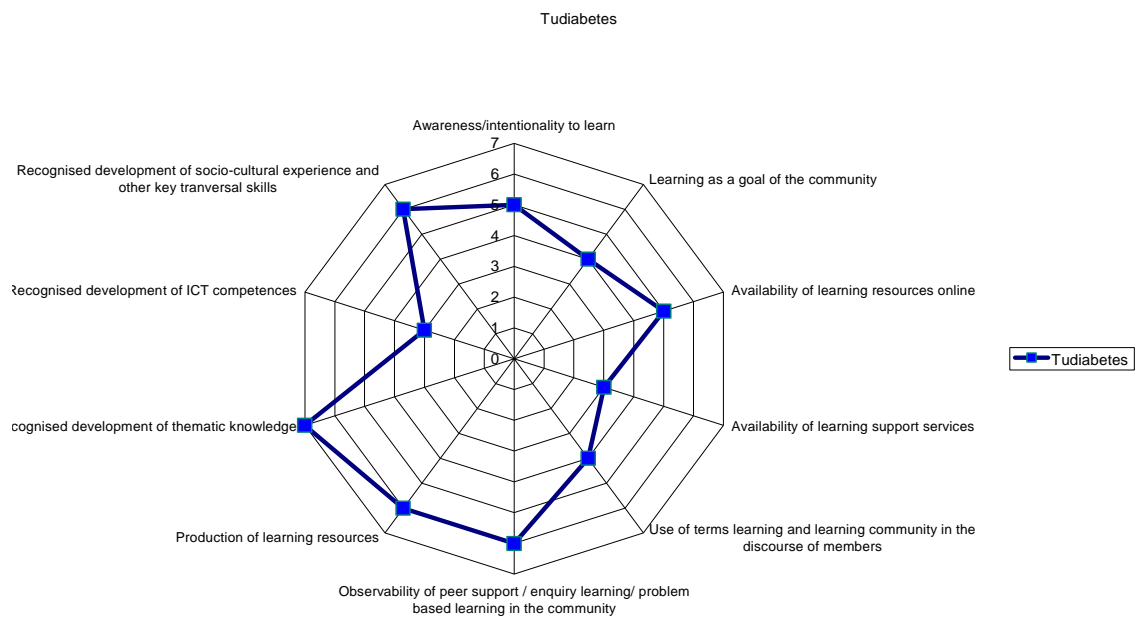 Tudiabetes
Awareness/intentionality to learn
7
6
5
4
3
2
1
0
Learning as a goal of the community
Availability of learning resources online
Availability of learning support services
Use of terms learning and learning community in the
discourse of members
Observability of peer support / enquiry learning/ problem
based learning in the community
Production of learning resources
cognised development of thematic knowledge
Recognised development of ICT competences
Recognised development of socio-cultural experience and
other key tranversal skills
Tudiabetes